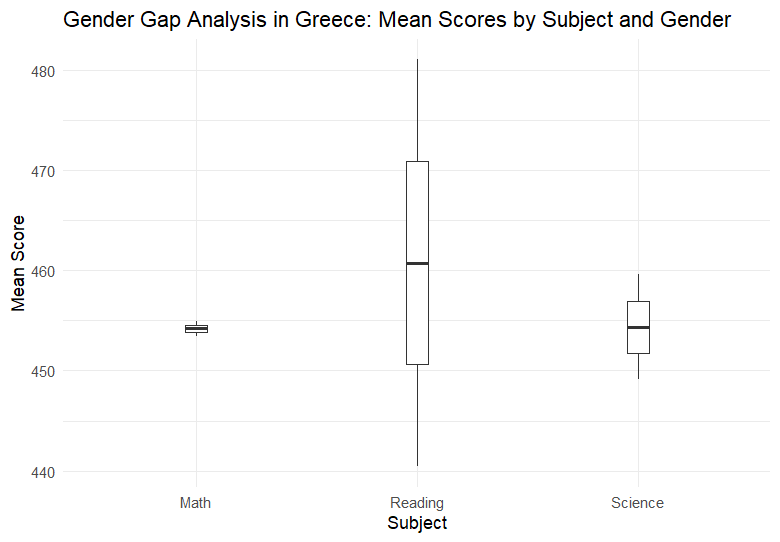 Gender Gap Analysis in Greece: Mean Scores by Subject and Gender
480
470
460
450
440
Mean Score
Math
Reading
Science
Subject